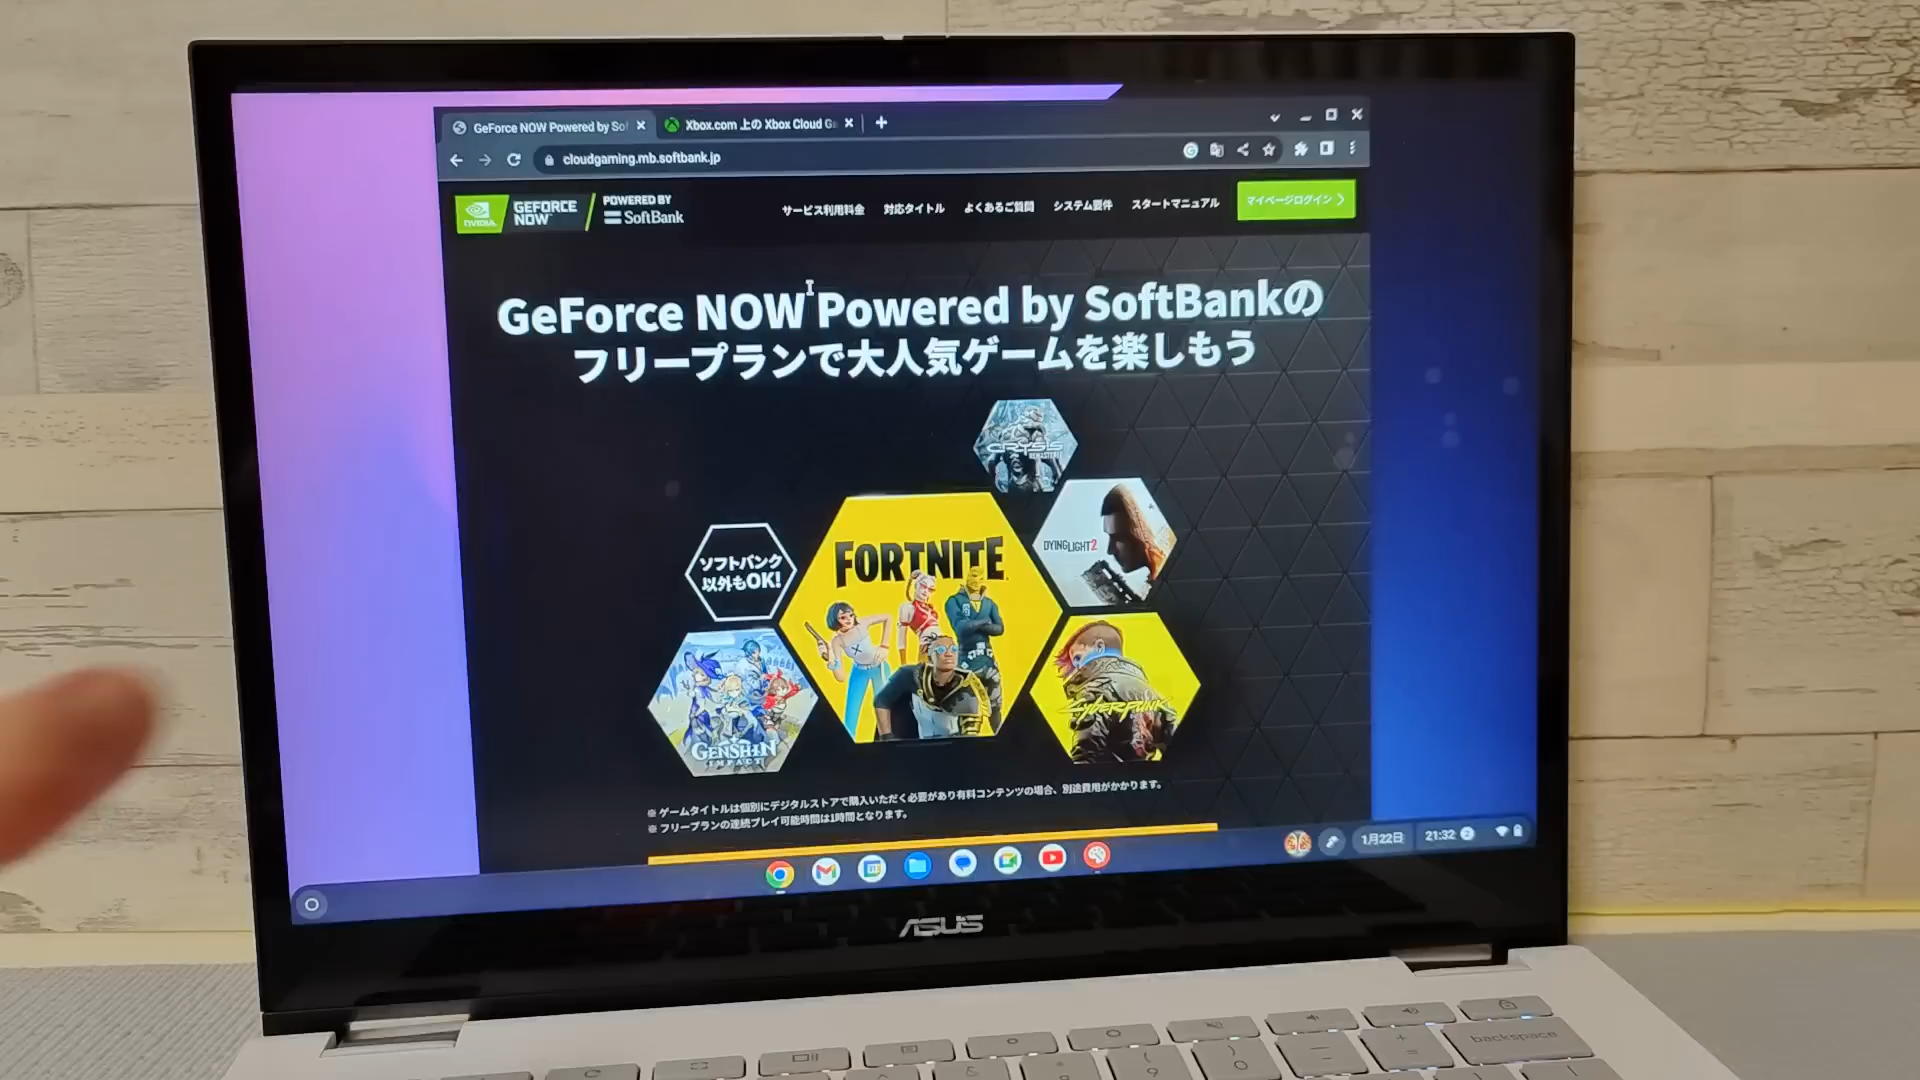 GeForce NOW Powered by Sof
Xbox.com 上の Xbox Cloud Ga
cloudgaming.mb.softbank.jp
NVIDIA
GEFORCE NOW
POWERED BY
SoftBank
サービス利用料金 対応タイトル よくあるご質問 システム要件 スタートマニュアル マイページログイン
GeForce NOW Powered by SoftBankの
フリープランで大人気ゲームを楽しもう
CRYSIS
REMASTERED
DYING LIGHT 2
ソフトバンク
以外もOK!
FORTNITE
CYBERPUNK
GENSHIN
IMPACT
※ ゲームタイトルは個別にデジタルストアで購入いただく必要があり有料コンテンツの場合、別途費用がかかります。
※ フリープランの連続プレイ可能時間は1時間となります。
1月22日 21:32 2
ASUS
backspace